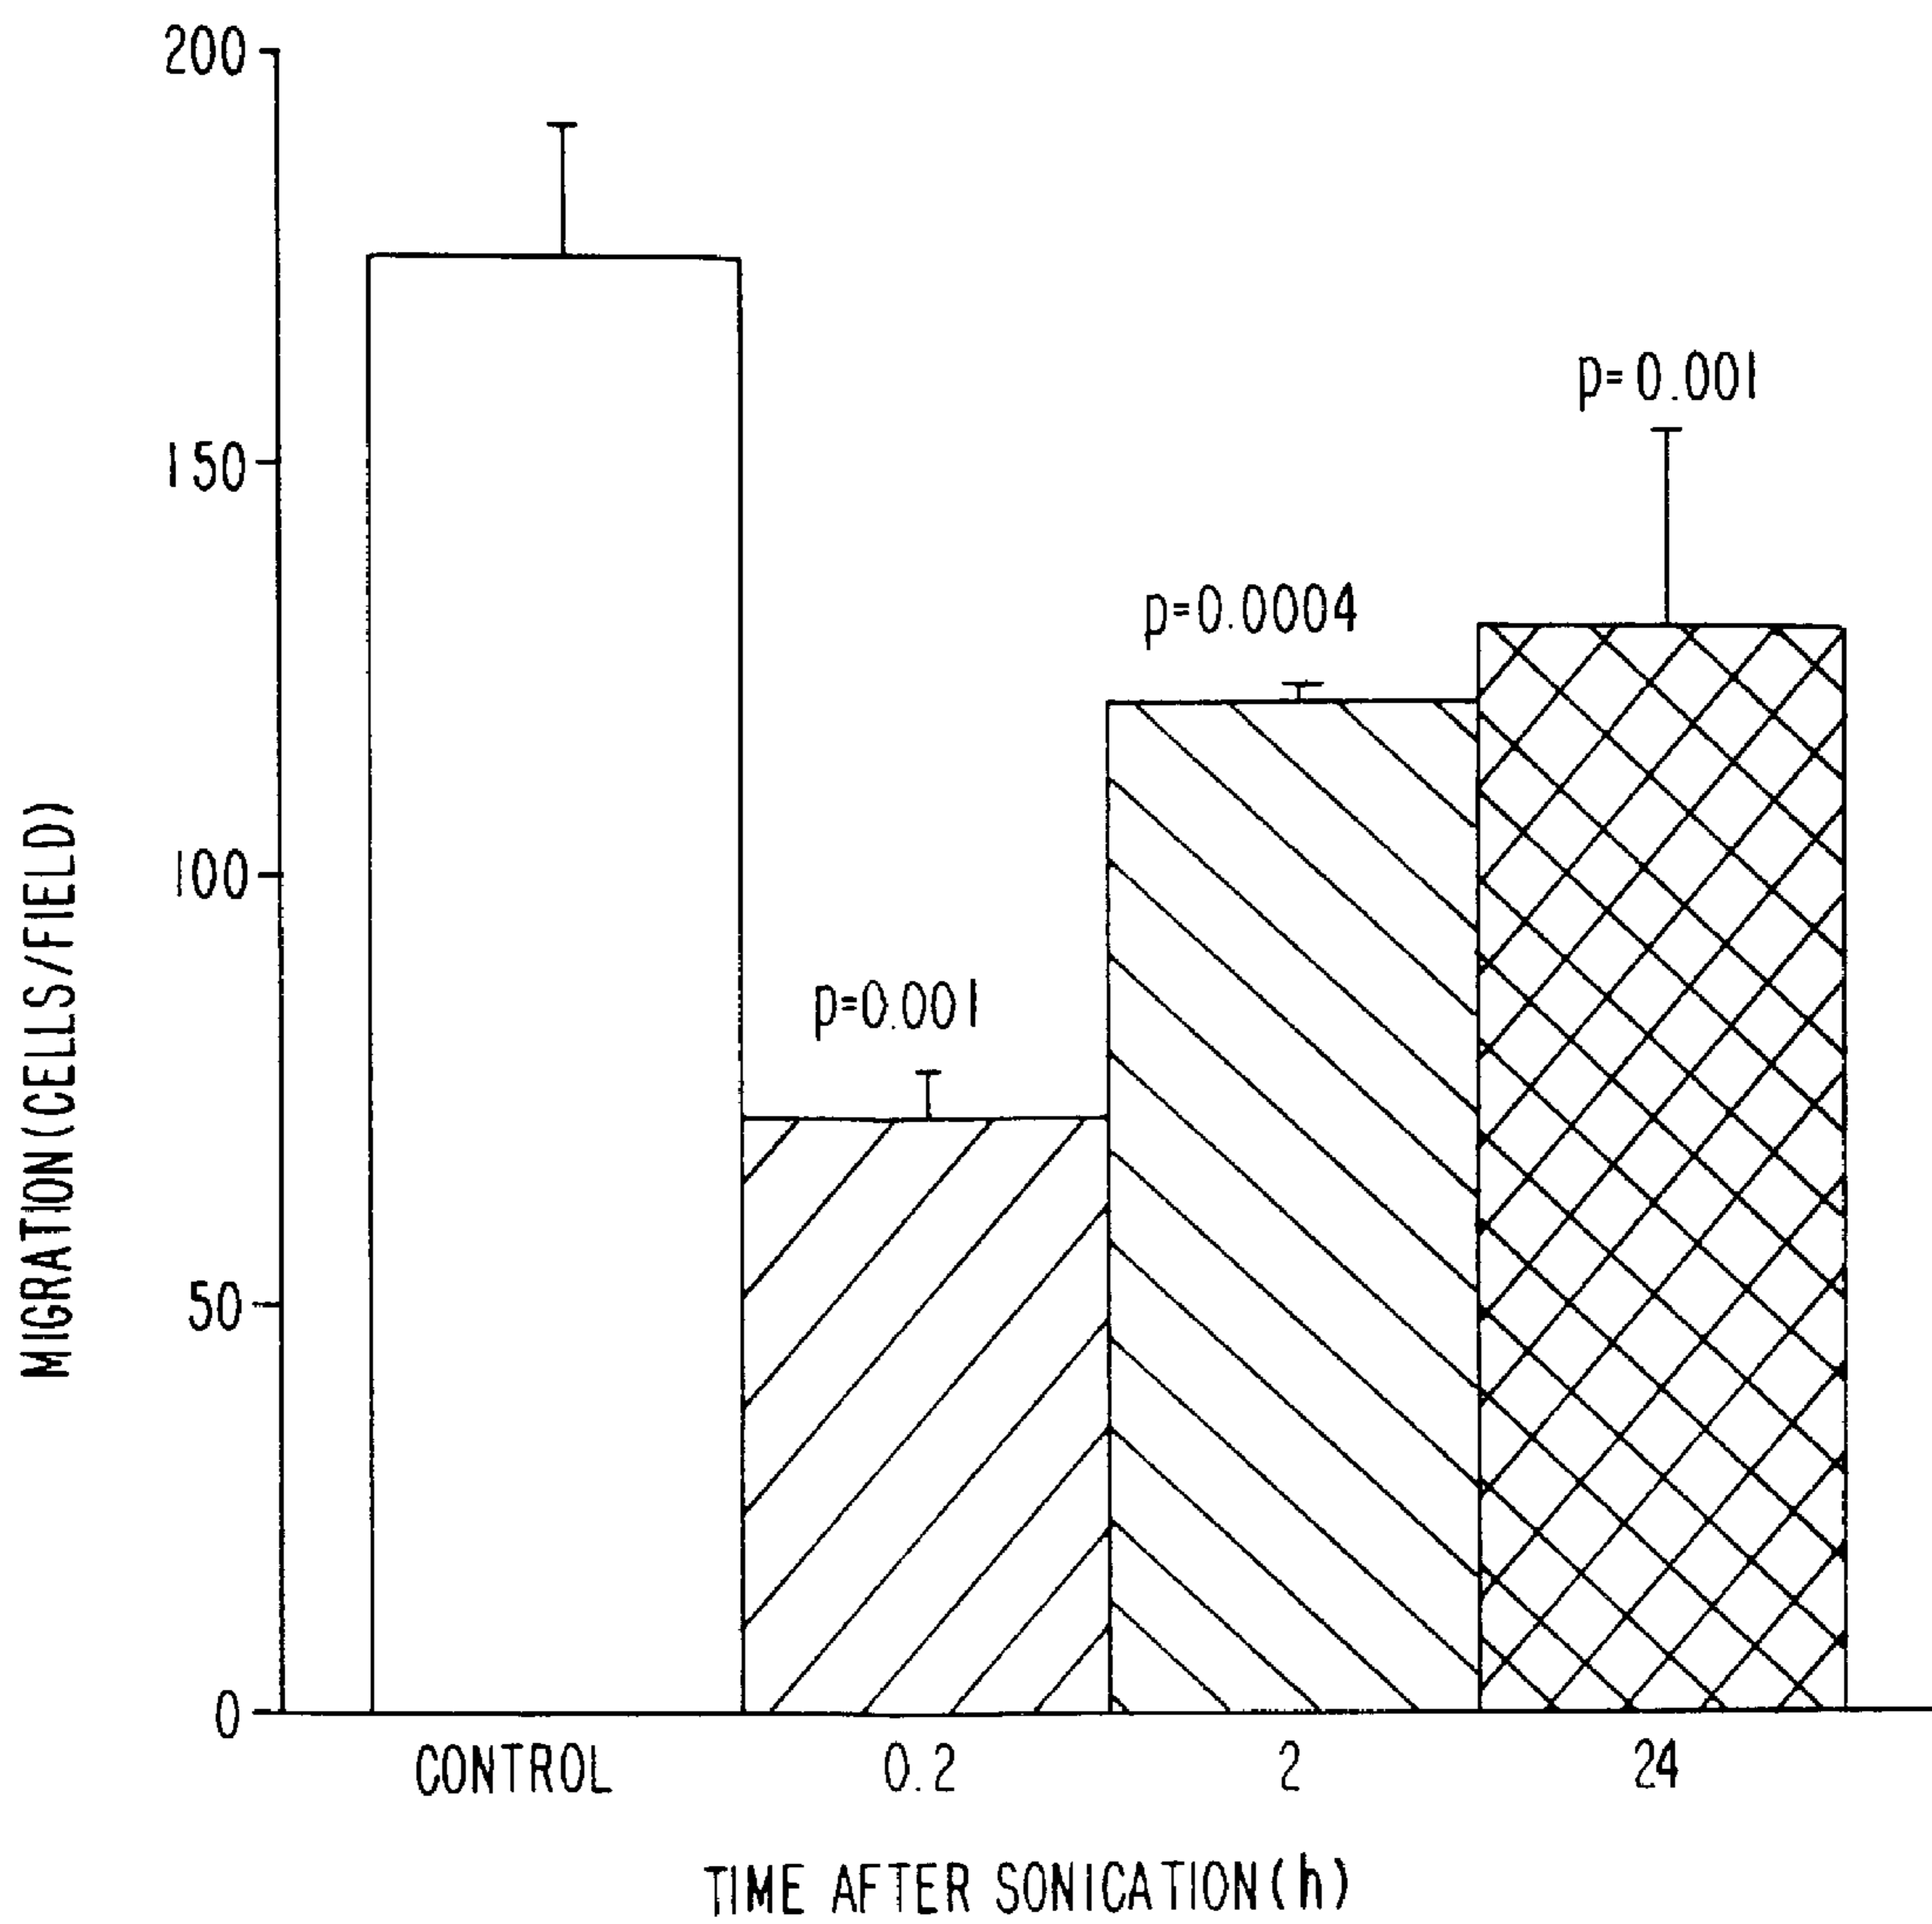 200
150
100
50
0
MIGRATION(CELLS/FIELD)
p=0.001
p=0.0004
p=0.001
CONTROL
0.2
2
24
TIME AFTER SONICATION(h)